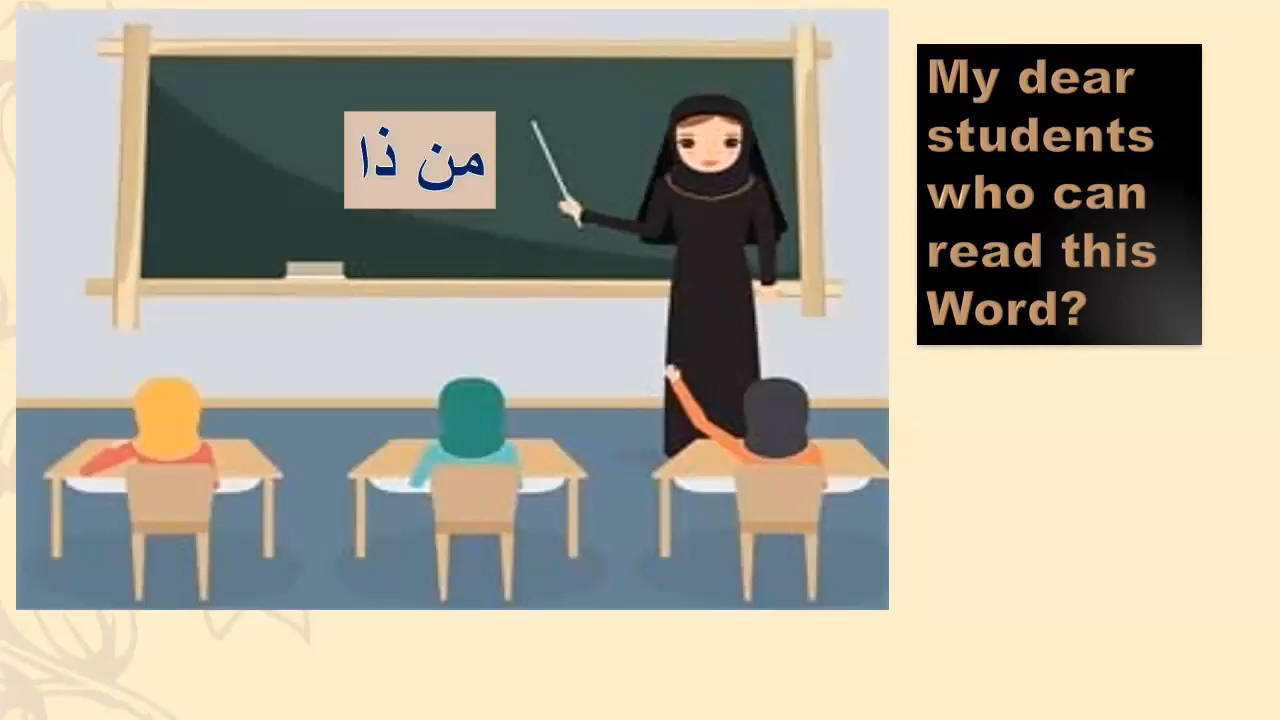 من ذا
My dear
students
who can
read this
Word?